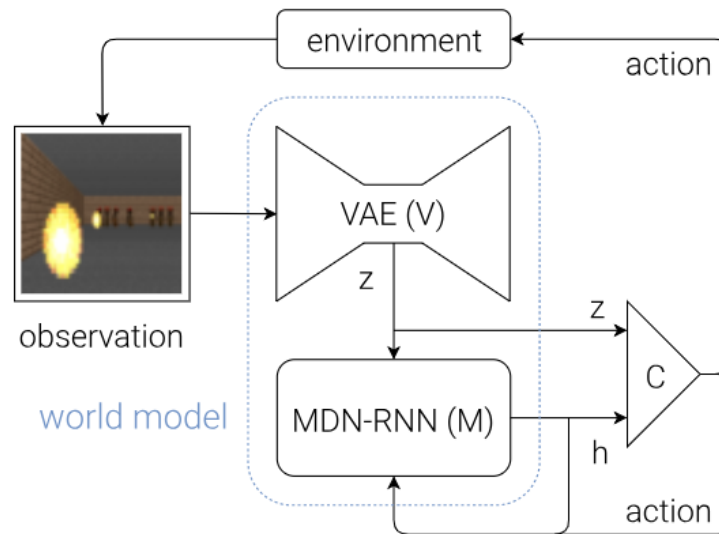 environment
action
VAE (V)
z
observation
z
C
world model
MDN-RNN (M)
h
action